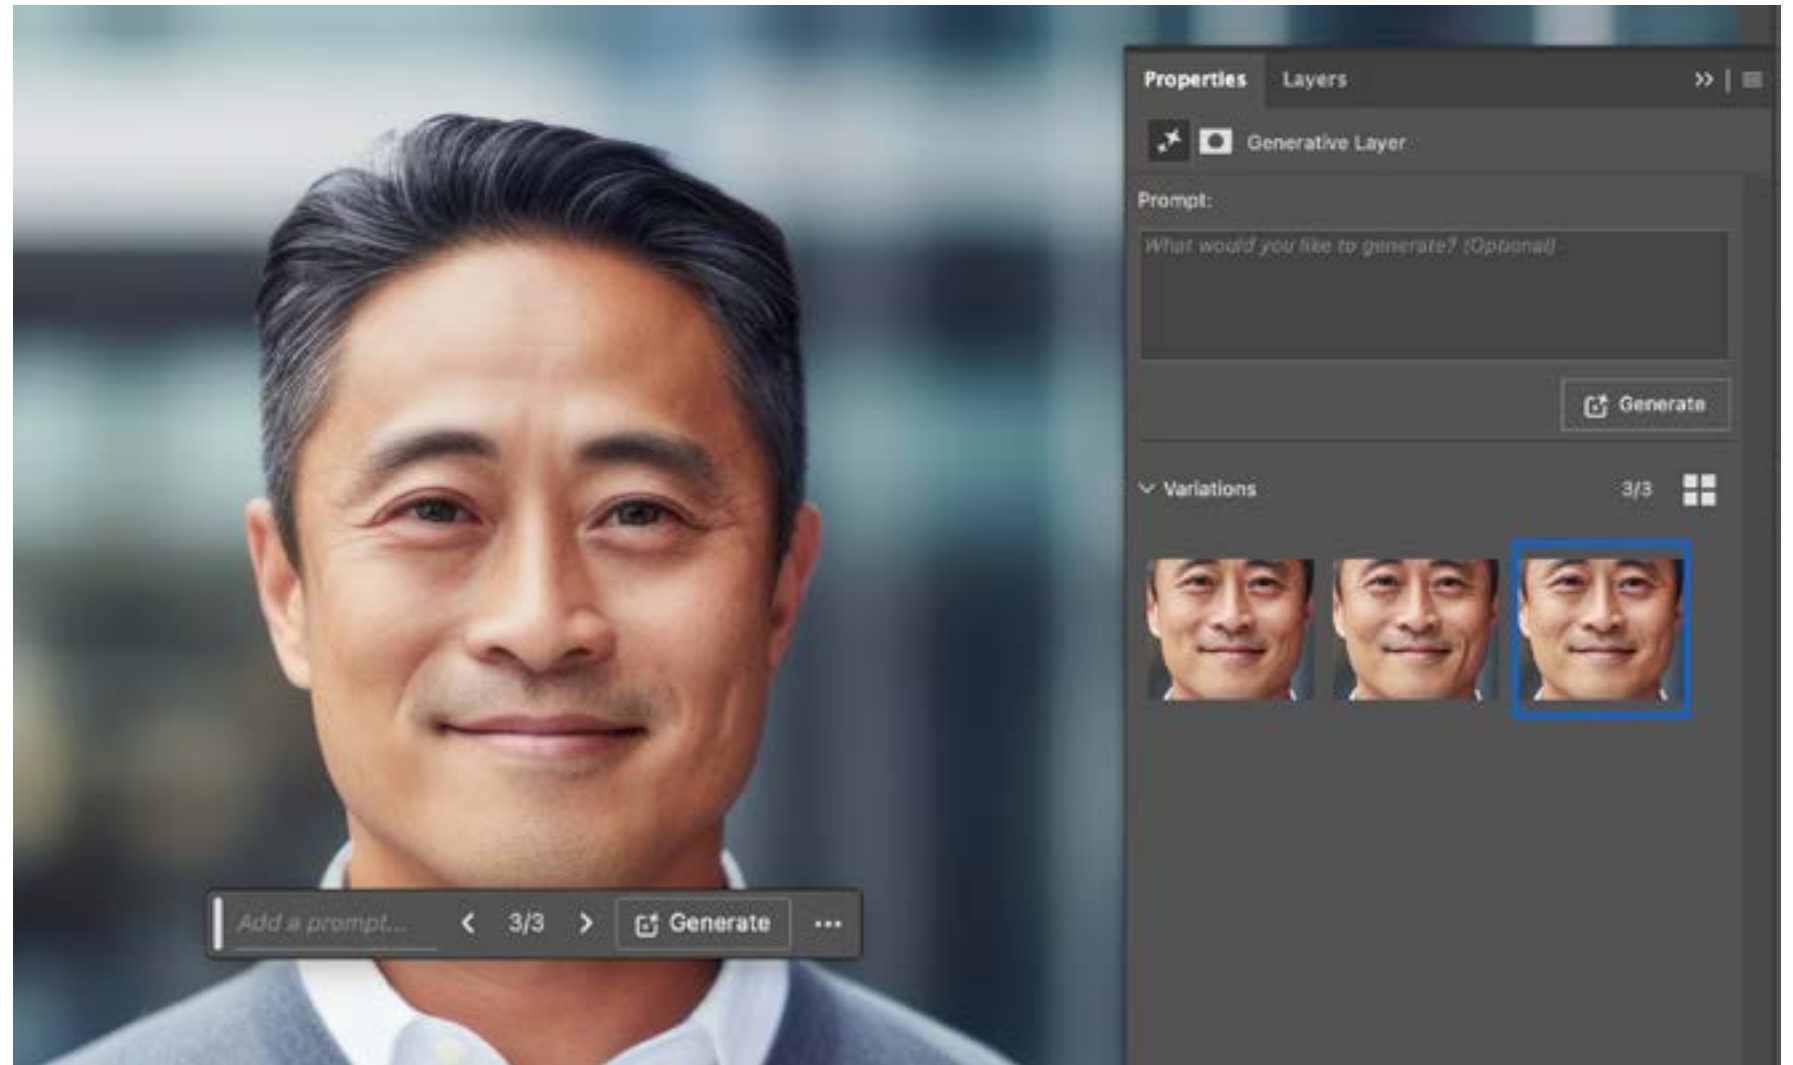 Properties Layers
Generative Layer
Prompt:
What would you like to generate? (Optional)
Generate
Variations 3/3
Add a prompt... 3/3 Generate